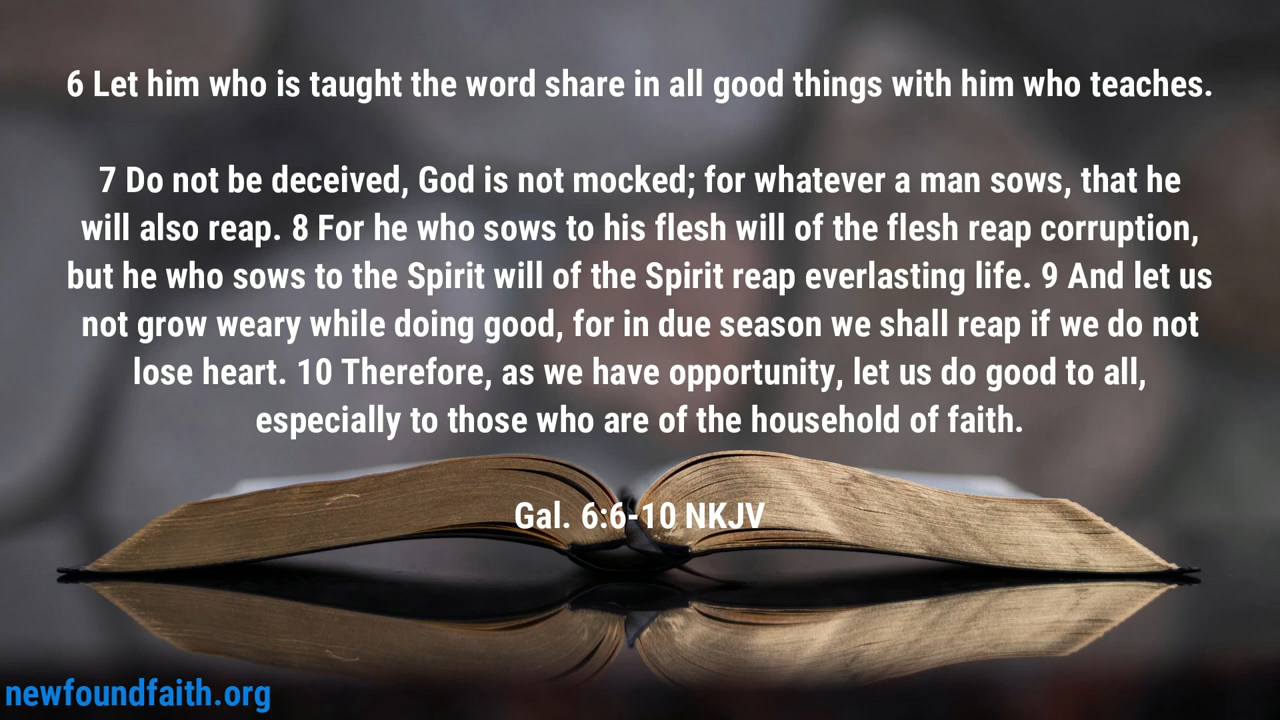 6 Let him who is taught the word share in all good things with him who teaches.
7 Do not be deceived, God is not mocked; for whatever a man sows, that he
will also reap. 8 For he who sows to his flesh will of the flesh reap corruption,
but he who sows to the Spirit will of the Spirit reap everlasting life. 9 And let us
not grow weary while doing good, for in due season we shall reap if we do not
lose heart. 10 Therefore, as we have opportunity, let us do good to all,
especially to those who are of the household of faith.
Gal. 6:6-10 NKJV
newfoundfaith.org